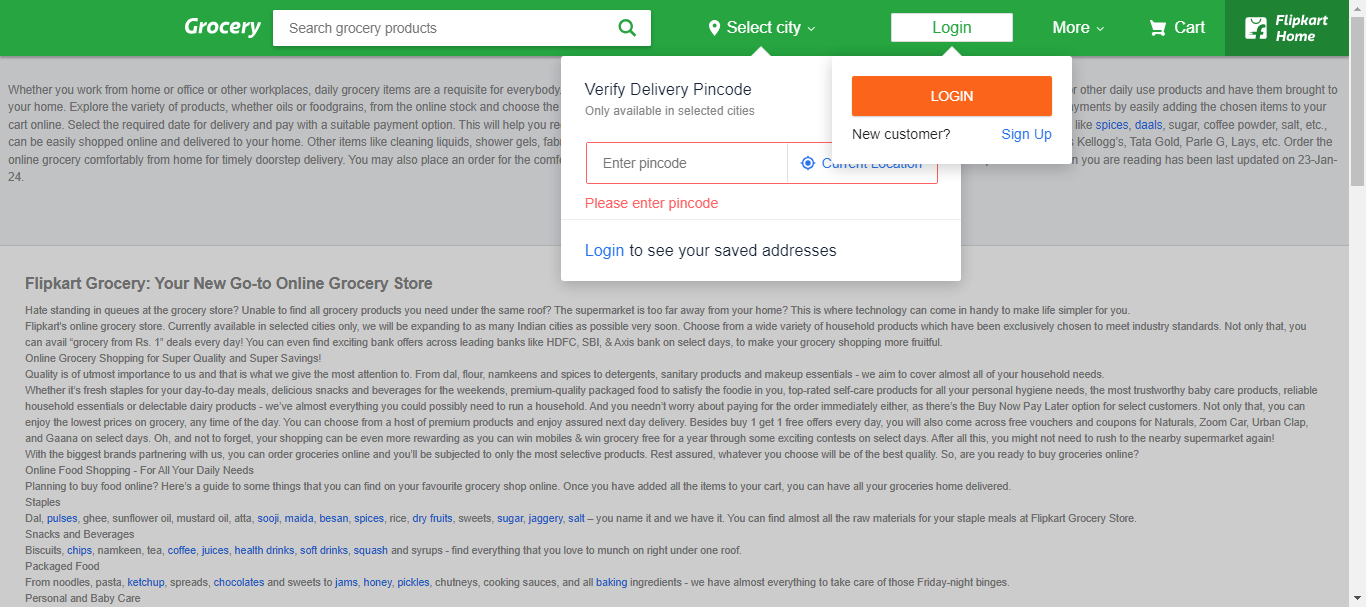 Grocery
Search grocery products
Select city
Login
More
Cart
Flipkart
Home
Verify Delivery Pincode
Only available in selected cities
Enter pincode
Current Location
Please enter pincode
Login to see your saved addresses
LOGIN
New customer?
Sign Up
Whether you work from home or office or other workplaces, daily grocery items are a requisite for everybody. r other daily use products and have them brought to
your home. Explore the variety of products, whether oils or foodgrains, from the online stock and choose the yments by easily adding the chosen items to your
cart online. Select the required date for delivery and pay with a suitable payment option. This will help you re like spices, daals, sugar, coffee powder, salt, etc.,
can be easily shopped online and delivered to your home. Other items like cleaning liquids, shower gels, fab s Kellogg's, Tata Gold, Parle G, Lays, etc. Order the
online grocery comfortably from home for timely doorstep delivery. You may also place an order for the comf n you are reading has been last updated on 23-Jan-
24.
Flipkart Grocery: Your New Go-to Online Grocery Store
Hate standing in queues at the grocery store? Unable to find all grocery products you need under the same roof? The supermarket is too far away from your home? This is where technology can come in handy to make life simpler for you.
Flipkart's online grocery store. Currently available in selected cities only, we will be expanding to as many Indian cities as possible very soon. Choose from a wide variety of household products which have been exclusively chosen to meet industry standards. Not only that, you
can avail “grocery from Rs. 1” deals every day! You can even find exciting bank offers across leading banks like HDFC, SBI, & Axis bank on select days, to make your grocery shopping more fruitful.
Online Grocery Shopping for Super Quality and Super Savings!
Quality is of utmost importance to us and that is what we give the most attention to. From dal, flour, namkeens and spices to detergents, sanitary products and makeup essentials - we aim to cover almost all of your household needs.
Whether it’s fresh staples for your day-to-day meals, delicious snacks and beverages for the weekends, premium-quality packaged food to satisfy the foodie in you, top-rated self-care products for all your personal hygiene needs, the most trustworthy baby care products, reliable
household essentials or delectable dairy products - we’ve almost everything you could possibly need to run a household. And you needn’t worry about paying for the order immediately either, as there’s the Buy Now Pay Later option for select customers. Not only that, you can
enjoy the lowest prices on grocery, any time of the day. You can choose from a host of premium products and enjoy assured next day delivery. Besides buy 1 get 1 free offers every day, you will also come across free vouchers and coupons for Naturals, Zoom Car, Urban Clap,
and Gaana on select days. Oh, and not to forget, your shopping can be even more rewarding as you can win mobiles & win grocery free for a year through some exciting contests on select days. After all this, you might not need to rush to the nearby supermarket again!
With the biggest brands partnering with us, you can order groceries online and you’ll be subjected to only the most selective products. Rest assured, whatever you choose will be of the best quality. So, are you ready to buy groceries online?
Online Food Shopping - For All Your Daily Needs
Planning to buy food online? Here’s a guide to some things that you can find on your favourite grocery shop online. Once you have added all the items to your cart, you can have all your groceries home delivered.
Staples
Dal, pulses, ghee, sunflower oil, mustard oil, atta, sooji, maida, besan, spices, rice, dry fruits, sweets, sugar, jaggery, salt – you name it and we have it. You can find almost all the raw materials for your staple meals at Flipkart Grocery Store.
Snacks and Beverages
Biscuits, chips, namkeen, tea, coffee, juices, health drinks, soft drinks, squash and syrups - find everything that you love to munch on right under one roof.
Packaged Food
From noodles, pasta, ketchup, spreads, chocolates and sweets to jams, honey, pickles, chutneys, cooking sauces, and all baking ingredients - we have almost everything to take care of those Friday-night binges.
Personal and Baby Care